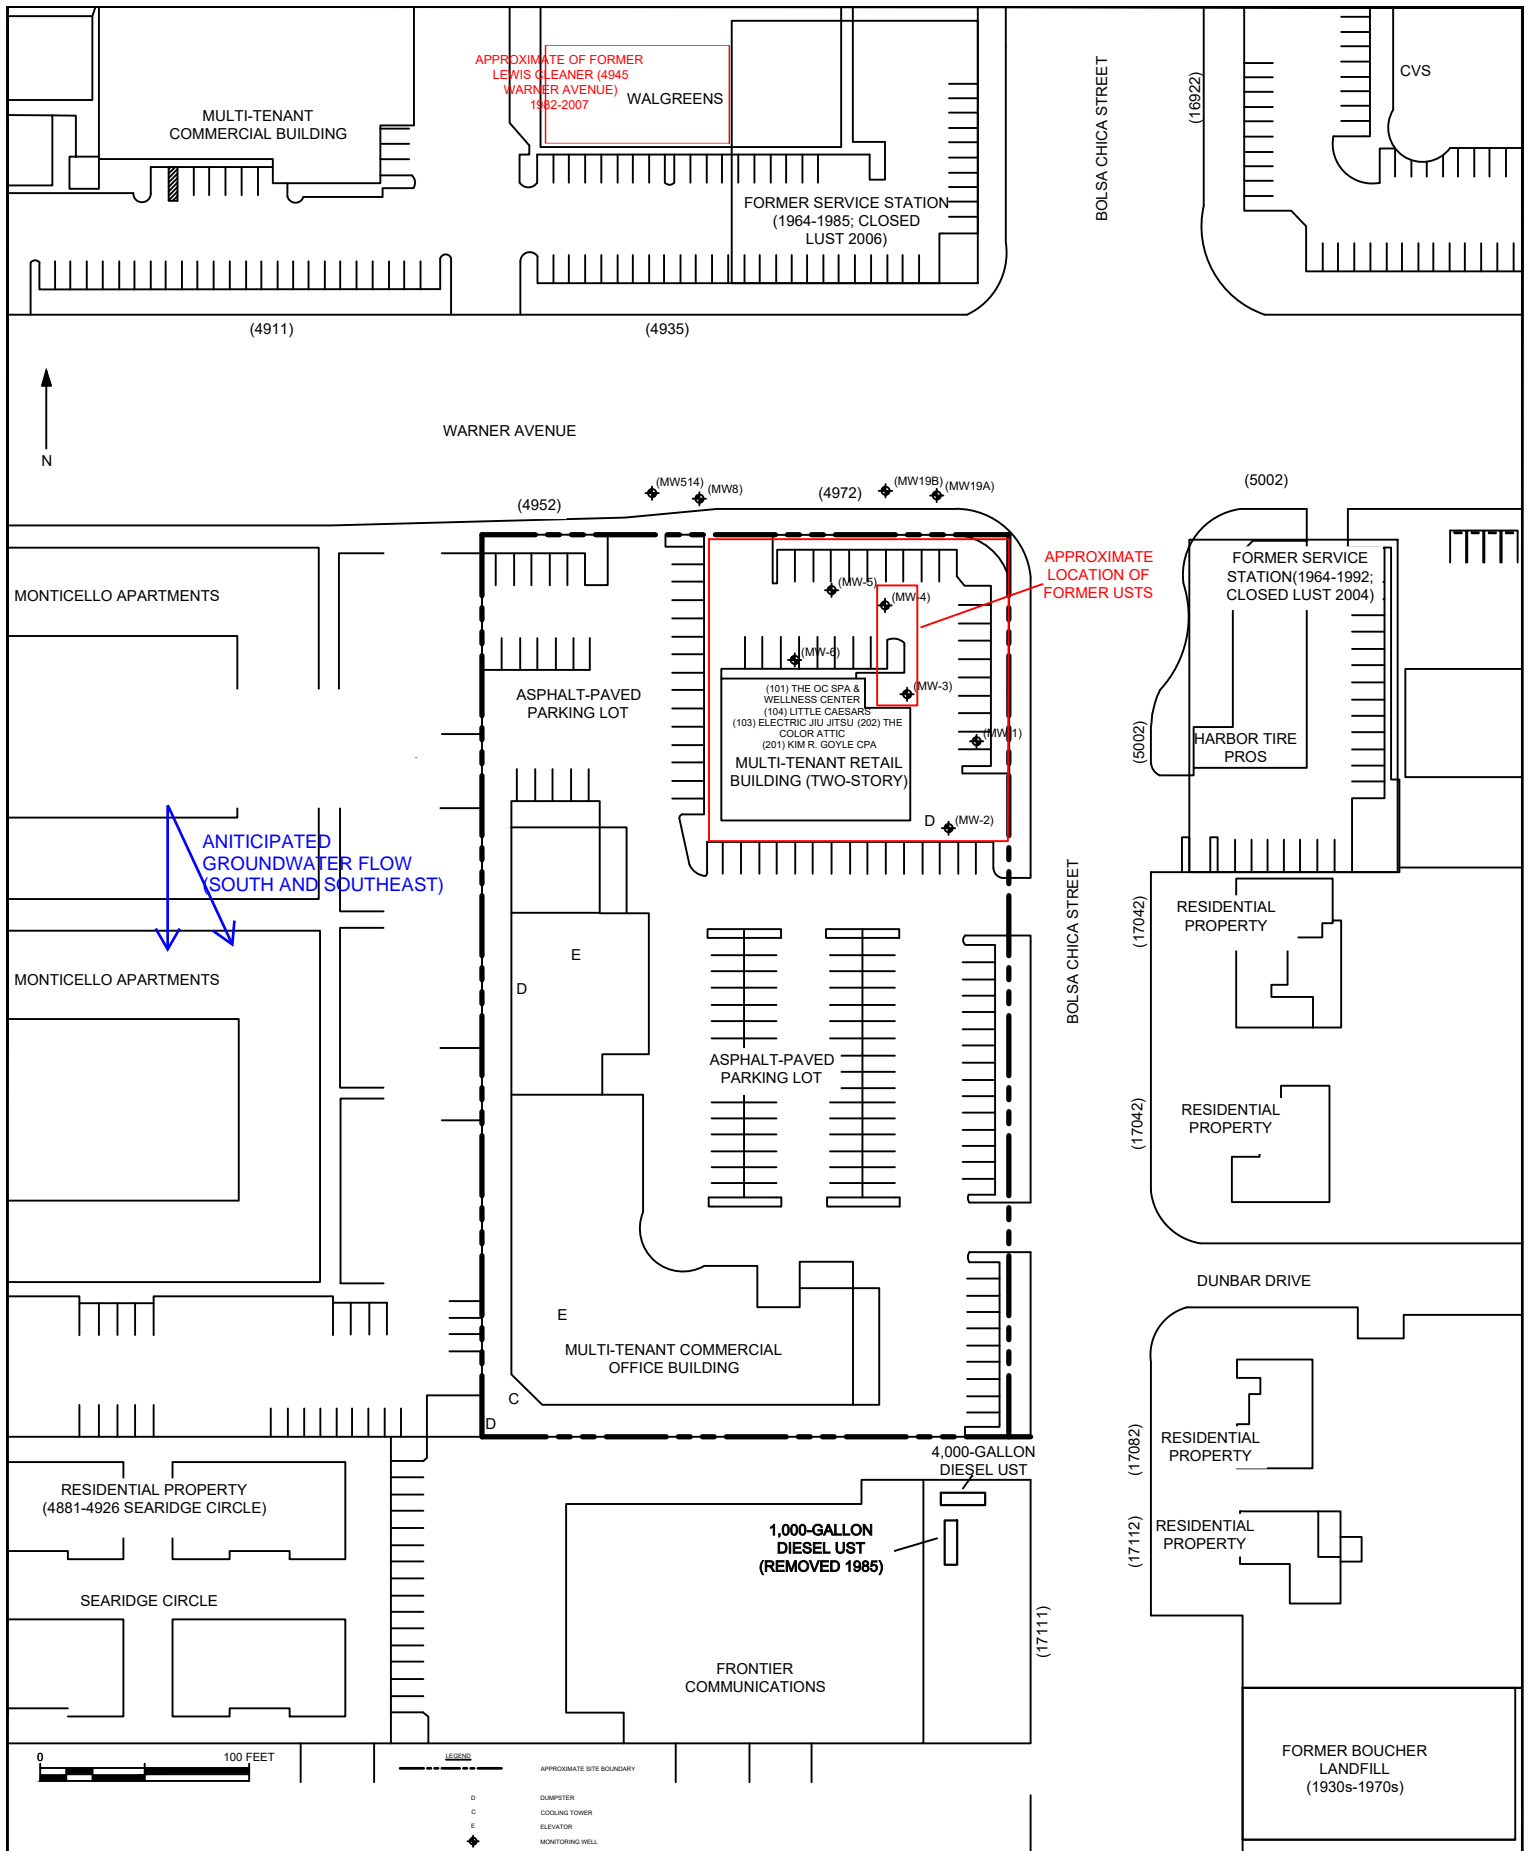 APPROXIMATE OF FORMER
LEWIS CLEANER (4945
WARNER AVENUE)
1982-2007
WALGREENS
MULTI-TENANT
COMMERCIAL BUILDING
FORMER SERVICE STATION
(1964-1985; CLOSED
LUST 2006)
BOLSA CHICA STREET
(16922)
CVS
(4911)
(4935)
N
WARNER AVENUE
(4952)
(MW514)
(MW8)
(4972)
(MW19B)
(MW19A)
(5002)
MONTICELLO APARTMENTS
APPROXIMATE
LOCATION OF
FORMER USTS
FORMER SERVICE
STATION(1964-1992;
CLOSED LUST 2004)
(MW-5)
(MW-4)
(MW-6)
(MW-3)
(MW-1)
(MW-2)
ASPHALT-PAVED
PARKING LOT
(101) THE OC SPA &
WELLNESS CENTER
(104) LITTLE CAESARS
(103) ELECTRIC JIU JITSU (202) THE
COLOR ATTIC
(201) KIM R. GOYLE CPA
MULTI-TENANT RETAIL
BUILDING (TWO-STORY)
D
(5002)
HARBOR TIRE
PROS
ANITICIPATED
GROUNDWATER FLOW
(SOUTH AND SOUTHEAST)
MONTICELLO APARTMENTS
E
D
BOLSA CHICA STREET
(17042)
RESIDENTIAL
PROPERTY
ASPHALT-PAVED
PARKING LOT
(17042)
RESIDENTIAL
PROPERTY
DUNBAR DRIVE
E
MULTI-TENANT COMMERCIAL
OFFICE BUILDING
C
D
4,000-GALLON
DIESEL UST
1,000-GALLON
DIESEL UST
(REMOVED 1985)
(17082)
RESIDENTIAL
PROPERTY
(17112)
RESIDENTIAL
PROPERTY
RESIDENTIAL PROPERTY
(4881-4926 SEARIDGE CIRCLE)
SEARIDGE CIRCLE
(17111)
FRONTIER
COMMUNICATIONS
FORMER BOUCHER
LANDFILL
(1930s-1970s)
0 100 FEET
LEGEND
APPROXIMATE SITE BOUNDARY
D DUMPSTER
C COOLING TOWER
E ELEVATOR
MONITORING WELL